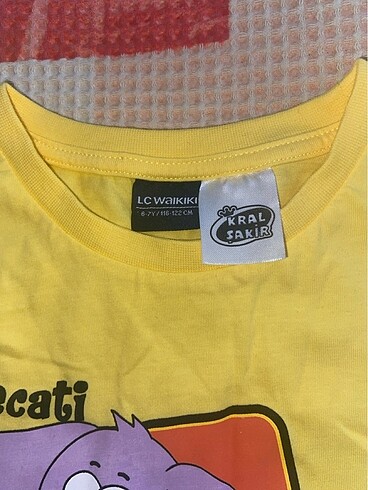 LC WAIKIKI
6-7Y / 116-122 CM
KRAL
ŞAKİR
ecati